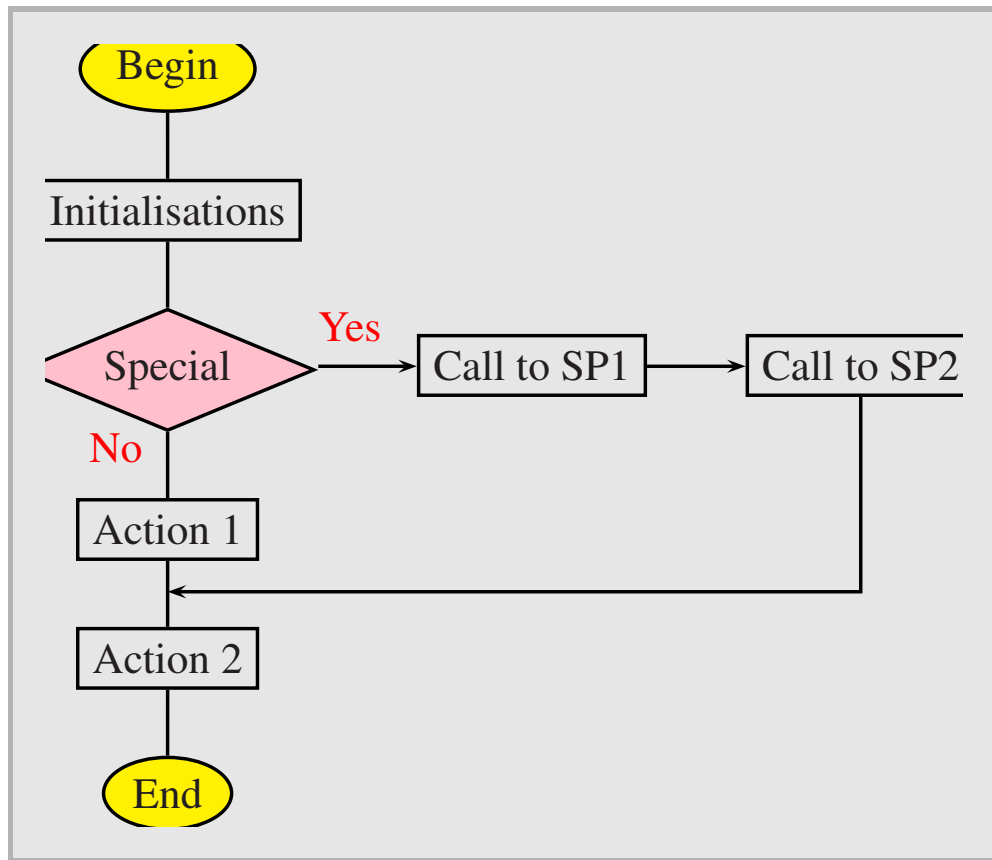 Begin
Initialisations
Special
Yes
Call to SP1
Call to SP2
No
Action 1
Action 2
End